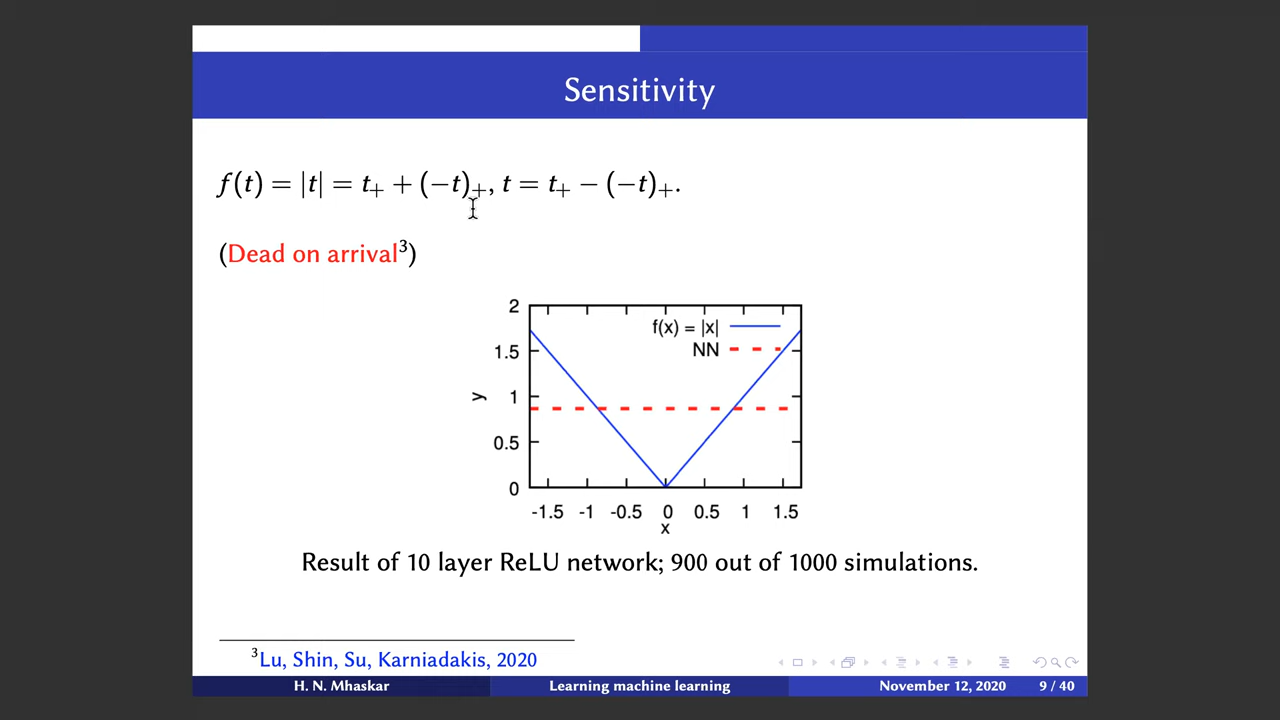 Sensitivity
f(t) = |t| = t₊ + (−t)₊, t = t₊ − (−t)₊.
(Dead on arrival³)
f(x) = |x|
NN
2
1.5
1
0.5
0
y
-1.5 -1 -0.5 0 0.5 1 1.5
x
Result of 10 layer ReLU network; 900 out of 1000 simulations.
³Lu, Shin, Su, Karniadakis, 2020
H. N. Mhaskar Learning machine learning November 12, 2020 9 / 40